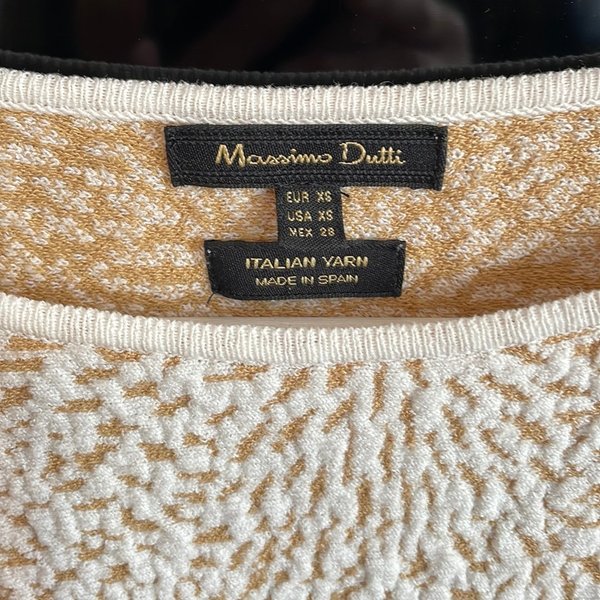 Massimo Dutti
EUR XS
USA XS
MEX 28
ITALIAN YARN
MADE IN SPAIN